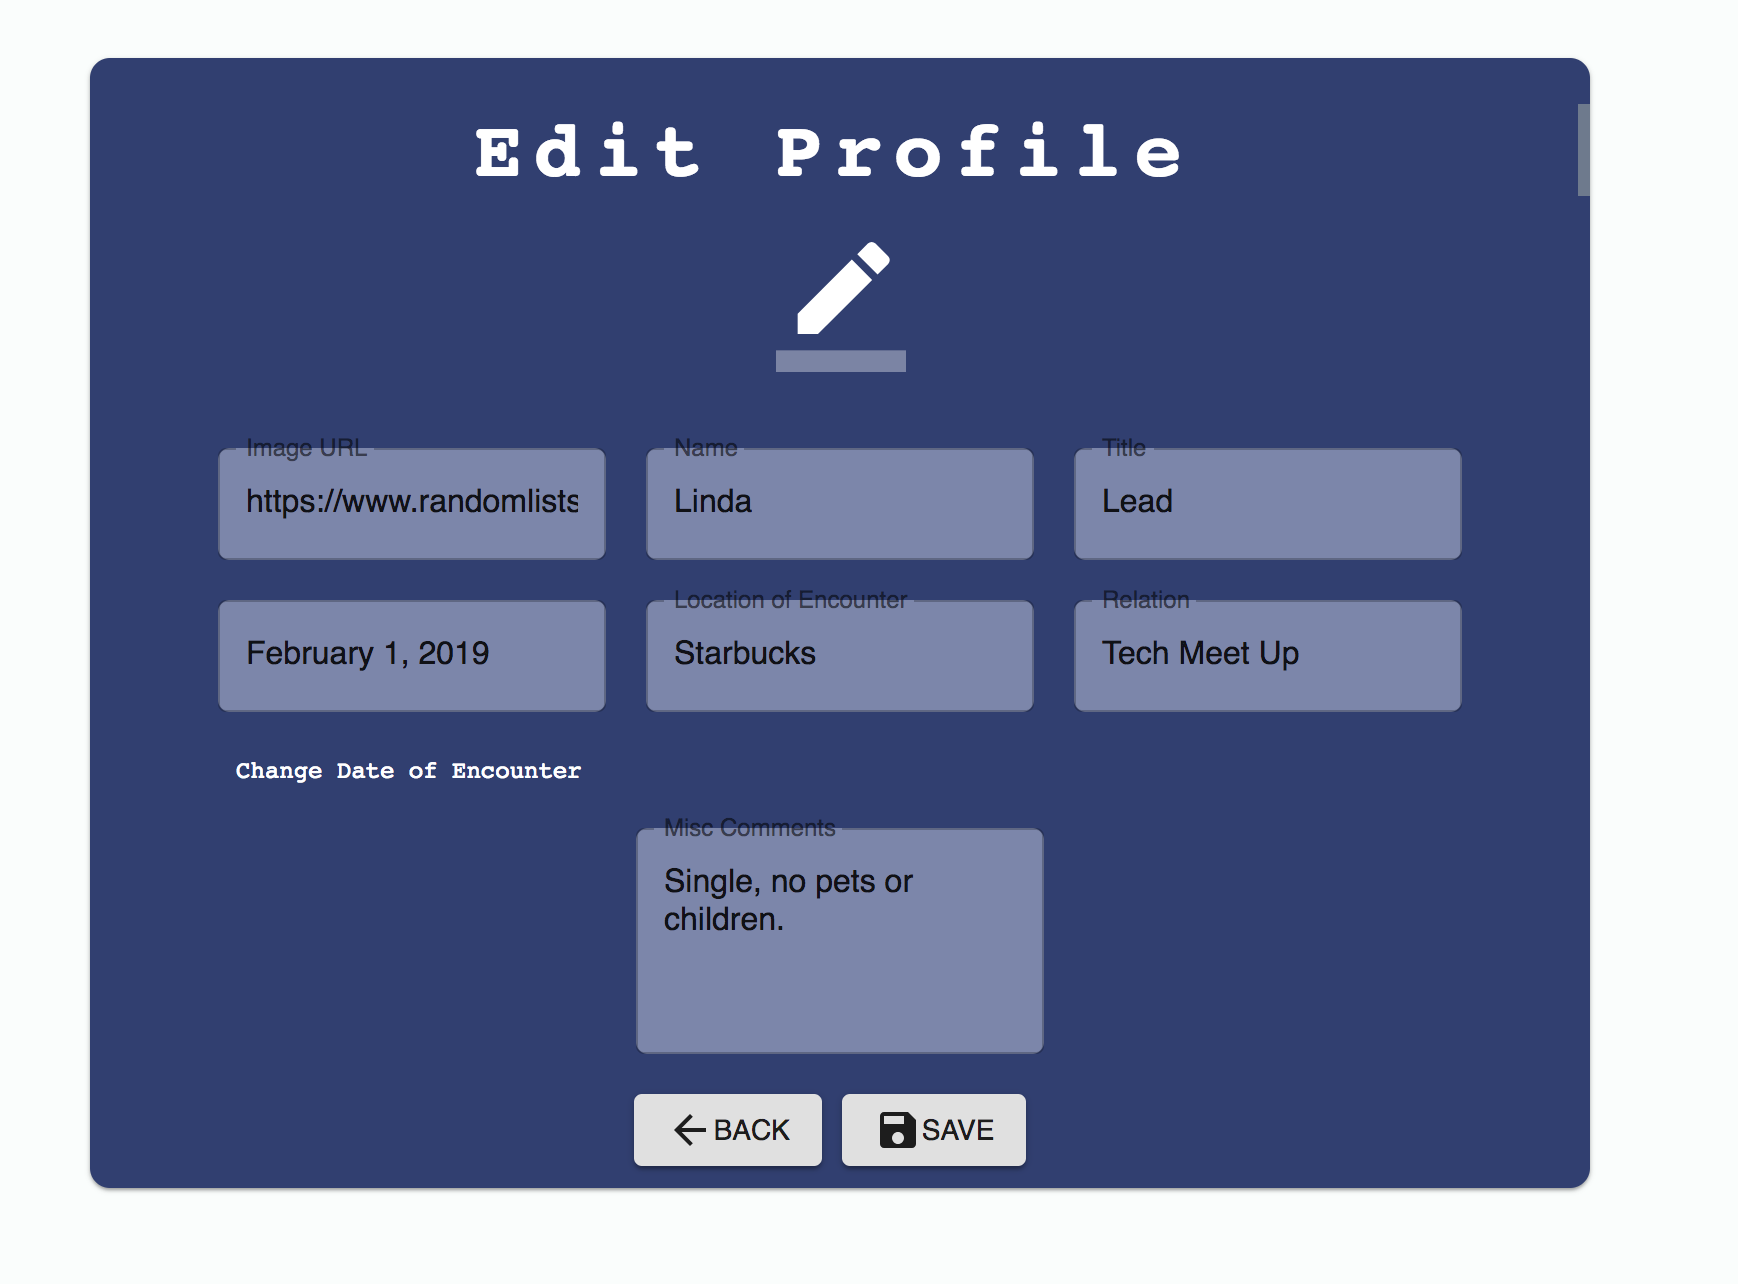 Edit Profile
Image URL
https://www.randomlists
Name
Linda
Title
Lead
February 1, 2019
Location of Encounter
Starbucks
Relation
Tech Meet Up
Change Date of Encounter
Misc Comments
Single, no pets or
children.
BACK
SAVE